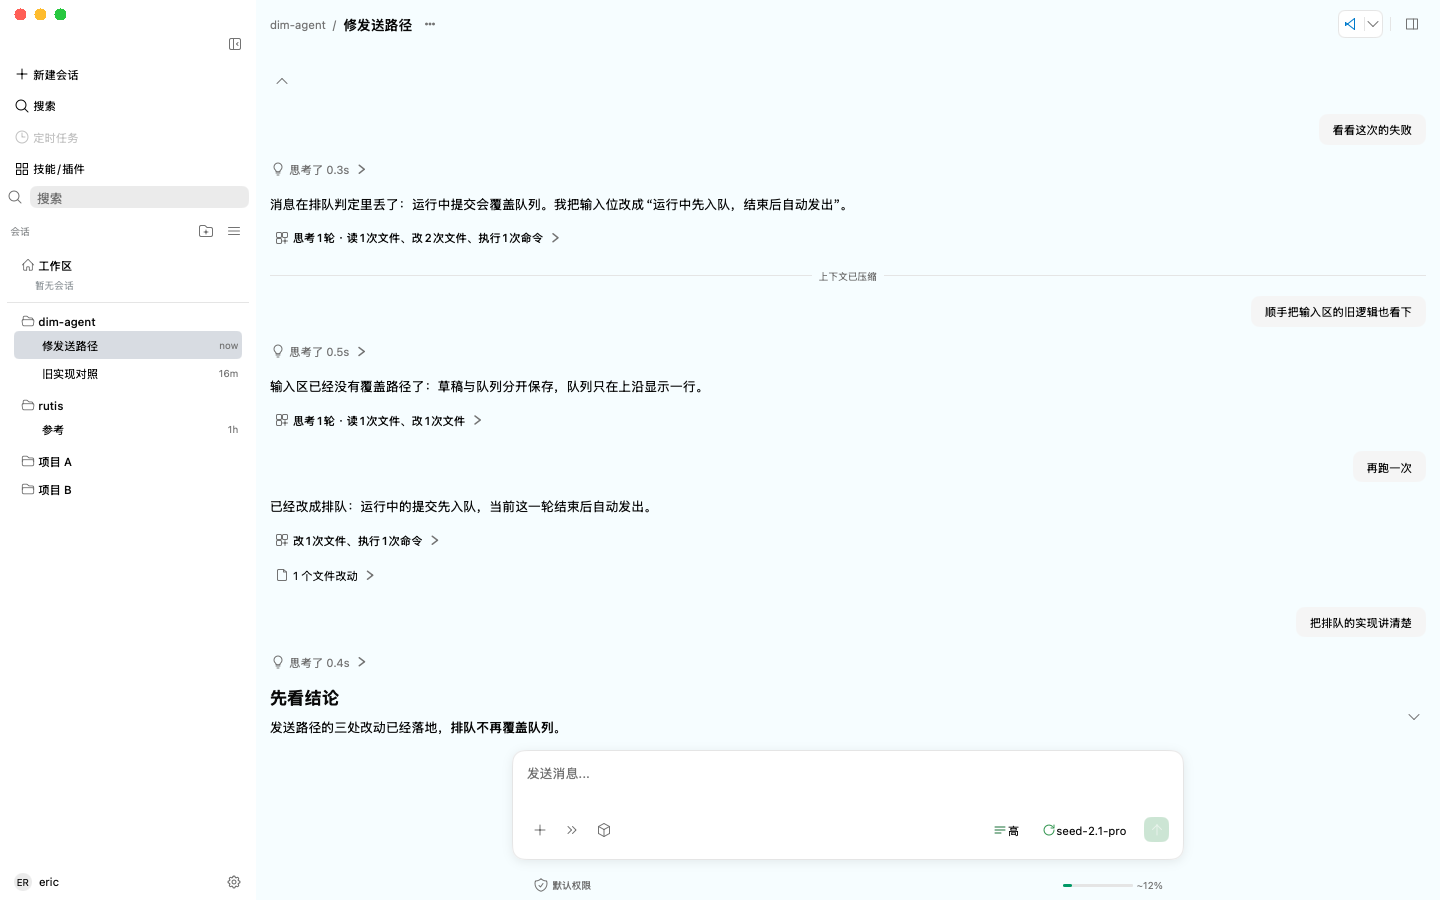 dim-agent / 修发送路径 ···
新建会话
搜索
定时任务
技能/插件
搜索
会话
工作区
暂无会话
dim-agent
修发送路径 now
旧实现对照 16m
rutis
参考 1h
项目 A
项目 B
ER eric
看看这次的失败
思考了 0.3s
消息在排队判定里丢了：运行中提交会覆盖队列。我把输入位改成 “运行中先入队，结束后自动发出”。
思考1轮 · 读1次文件、改2次文件、执行1次命令
上下文已压缩
顺手把输入区的旧逻辑也看下
思考了 0.5s
输入区已经没有覆盖路径了：草稿与队列分开保存，队列只在上沿显示一行。
思考1轮 · 读1次文件、改1次文件
再跑一次
已经改成排队：运行中的提交先入队，当前这一轮结束后自动发出。
改1次文件、执行1次命令
1 个文件改动
把排队的实现讲清楚
思考了 0.4s
先看结论
发送路径的三处改动已经落地，排队不再覆盖队列。
发送消息...
高 seed-2.1-pro
默认权限 ~12%